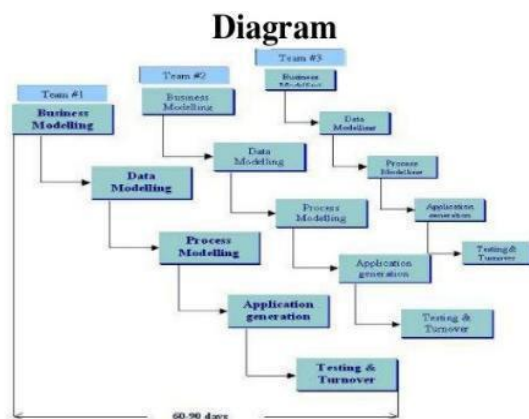 Diagram
Team #1
Business
Modelling
Data
Modelling
Process
Modelling
Application
generation
Testing &
Turnover
Team #2
Business
Modelling
Data
Modelling
Process
Modelling
Application
generation
Testing &
Turnover
Team #3
Business
Modelling
Data
Modelling
Process
Modelling
Application
generation
Testing &
Turnover
60-90 days